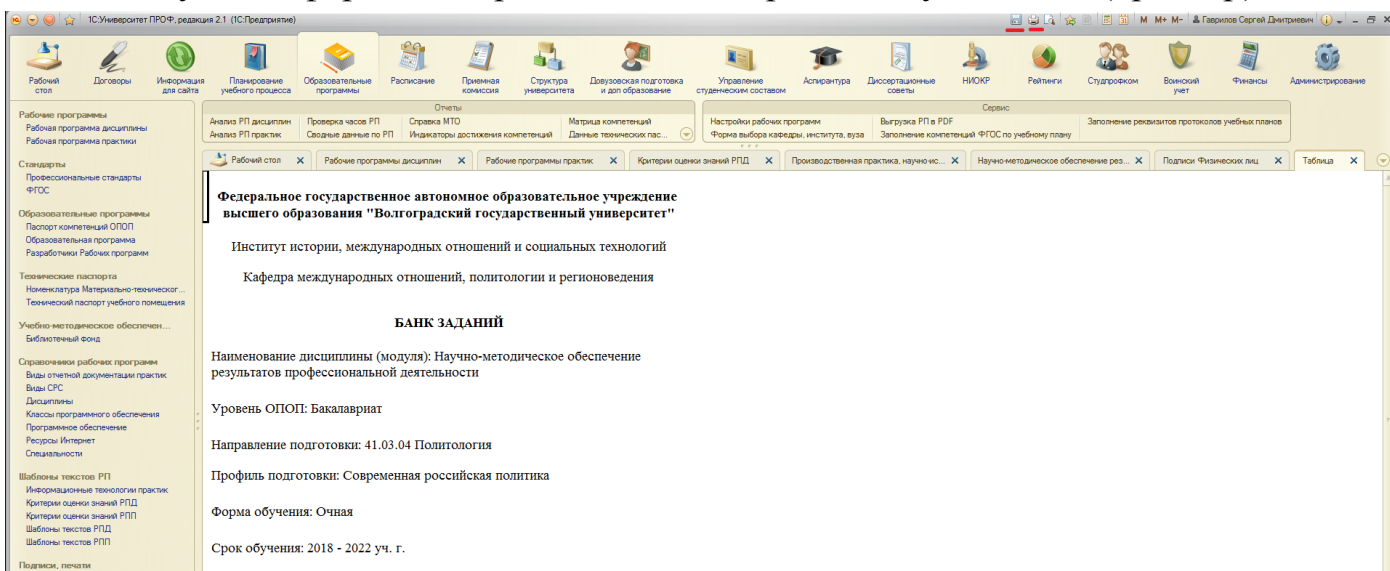 1С:Университет ПРОФ, редакция 2.1 (1С:Предприятие)
M M+ M- Гаврилов Сергей Дмитриевич
Рабочий стол
Договоры
Информация для сайта
Планирование учебного процесса
Образовательные программы
Расписание
Приемная комиссия
Структура университета
Довузовская подготовка и доп образование
Управление студенческим составом
Аспирантура
Диссертационные советы
НИОКР
Рейтинги
Студпрофком
Воинский учет
Финансы
Администрирование
Рабочие программы
Рабочая программа дисциплины
Рабочая программа практики
Стандарты
Профессиональные стандарты
ФГОС
Образовательные программы
Паспорт компетенций ОПОП
Образовательная программа
Разработчики Рабочих программ
Технические паспорта
Номенклатура Материально-техническог...
Технический паспорт учебного помещения
Учебно-методическое обеспечен...
Библиотечный фонд
Справочники рабочих программ
Виды отчетной документации практик
Виды СРС
Дисциплины
Классы программного обеспечения
Программное обеспечение
Ресурсы Интернет
Специальности
Шаблоны текстов РП
Информационные технологии практик
Критерии оценки знаний РПД
Критерии оценки знаний РПП
Шаблоны текстов РПД
Шаблоны текстов РПП
Подписи, печати
Отчеты
Анализ РП дисциплин Проверка часов РП Справка МТО Матрица компетенций
Анализ РП практик Сводные данные по РП Индикаторы достижения компетенций Данные технических пас...
Сервис
Настройки рабочих программ Выгрузка РП в PDF Заполнение реквизитов протоколов учебных планов
Форма выбора кафедры, института, вуза Заполнение компетенций ФГОС по учебному плану
Рабочий стол Рабочие программы дисциплин Рабочие программы практик Критерии оценки знаний РПД Производственная практика, научно-ис... Научно-методическое обеспечение рез... Подписи Физических лиц Таблица
Федеральное государственное автономное образовательное учреждение
высшего образования "Волгоградский государственный университет"
Институт истории, международных отношений и социальных технологий
Кафедра международных отношений, политологии и регионоведения
БАНК ЗАДАНИЙ
Наименование дисциплины (модуля): Научно-методическое обеспечение
результатов профессиональной деятельности
Уровень ОПОП: Бакалавриат
Направление подготовки: 41.03.04 Политология
Профиль подготовки: Современная российская политика
Форма обучения: Очная
Срок обучения: 2018 - 2022 уч. г.